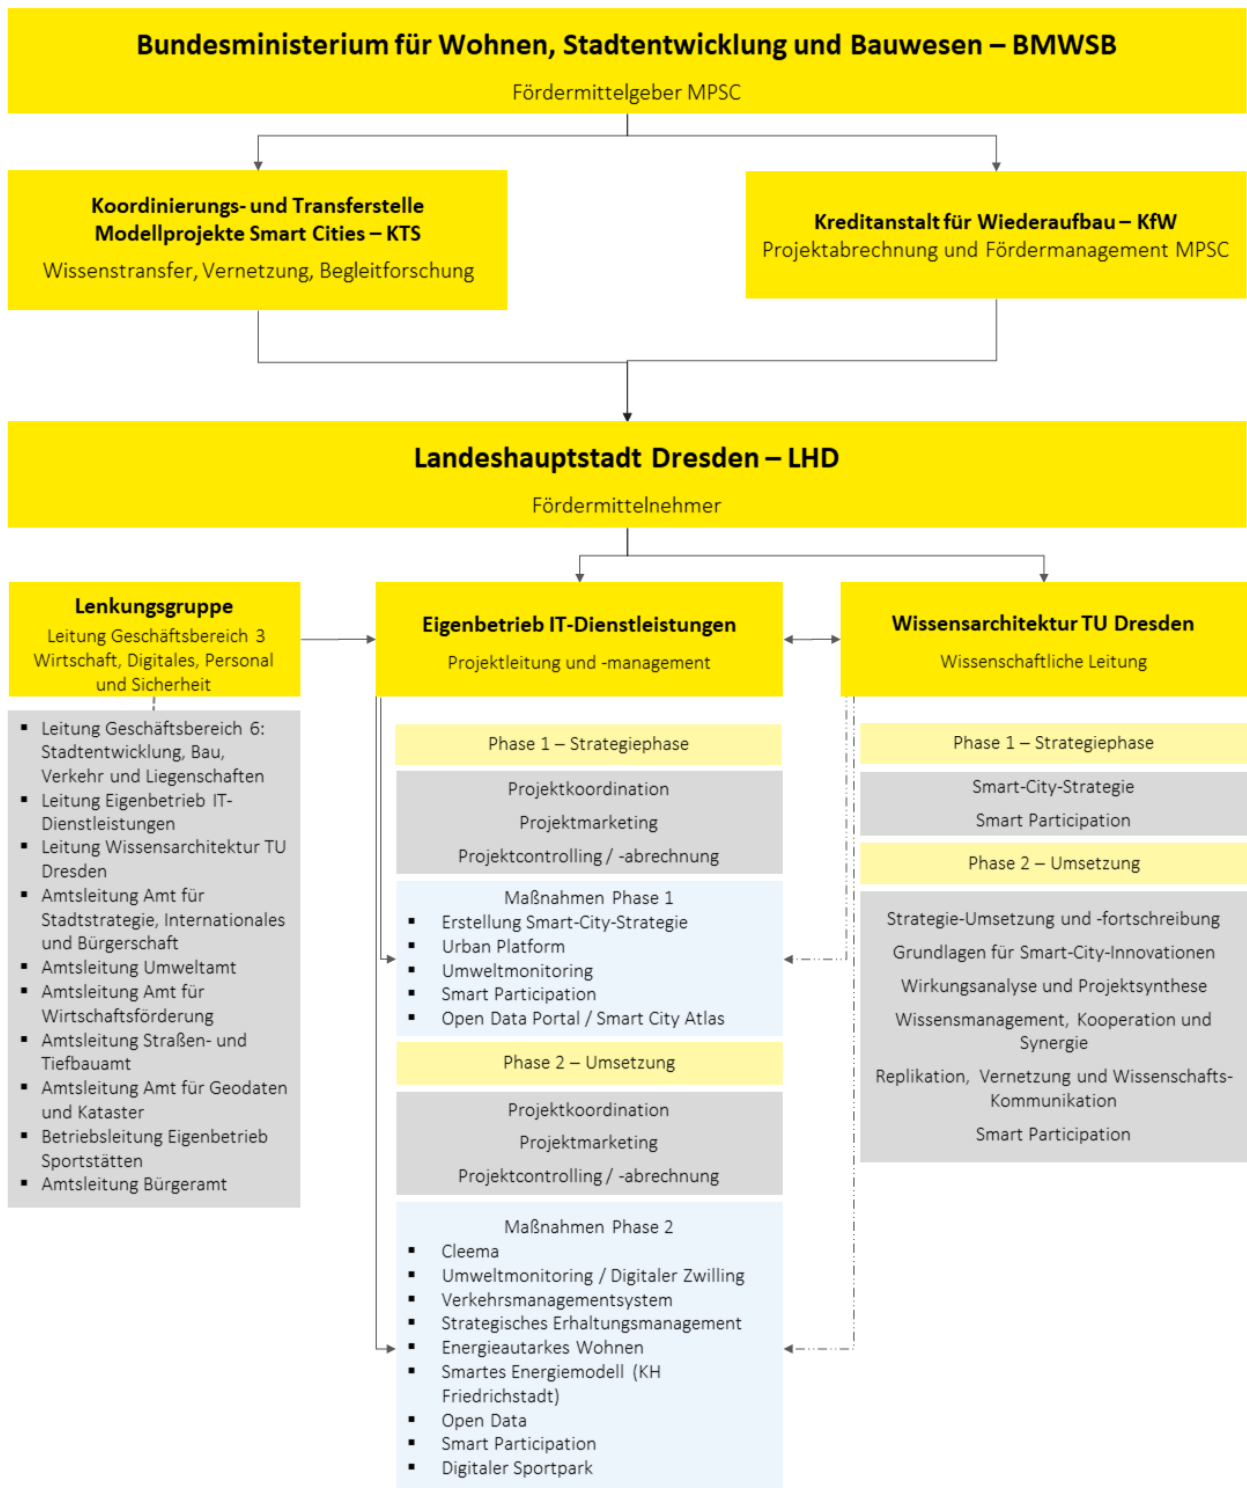 Bundesministerium für Wohnen, Stadtentwicklung und Bauwesen – BMWSB
Fördermittelgeber MPSC
Koordinierungs- und Transferstelle
Modellprojekte Smart Cities – KTS
Wissenstransfer, Vernetzung, Begleitforschung
Kreditanstalt für Wiederaufbau – KfW
Projektabrechnung und Fördermanagement MPSC
Landeshauptstadt Dresden – LHD
Fördermittelnehmer
Lenkungsgruppe
Leitung Geschäftsbereich 3
Wirtschaft, Digitales, Personal
und Sicherheit
▪ Leitung Geschäftsbereich 6:
Stadtentwicklung, Bau,
Verkehr und Liegenschaften
▪ Leitung Eigenbetrieb IT-
Dienstleistungen
▪ Leitung Wissensarchitektur TU
Dresden
▪ Amtsleitung Amt für
Stadtstrategie, Internationales
und Bürgerschaft
▪ Amtsleitung Umweltamt
▪ Amtsleitung Amt für
Wirtschaftsförderung
▪ Amtsleitung Straßen- und
Tiefbauamt
▪ Amtsleitung Amt für Geodaten
und Kataster
▪ Betriebsleitung Eigenbetrieb
Sportstätten
▪ Amtsleitung Bürgeramt
Eigenbetrieb IT-Dienstleistungen
Projektleitung und -management
Phase 1 – Strategiephase
Projektkoordination
Projektmarketing
Projektcontrolling / -abrechnung
Maßnahmen Phase 1
▪ Erstellung Smart-City-Strategie
▪ Urban Platform
▪ Umweltmonitoring
▪ Smart Participation
▪ Open Data Portal / Smart City Atlas
Phase 2 – Umsetzung
Projektkoordination
Projektmarketing
Projektcontrolling / -abrechnung
Maßnahmen Phase 2
▪ Cleema
▪ Umweltmonitoring / Digitaler Zwilling
▪ Verkehrsmanagementsystem
▪ Strategisches Erhaltungsmanagement
▪ Energieautarkes Wohnen
▪ Smartes Energiemodell (KH
Friedrichstadt)
▪ Open Data
▪ Smart Participation
▪ Digitaler Sportpark
Wissensarchitektur TU Dresden
Wissenschaftliche Leitung
Phase 1 – Strategiephase
Smart-City-Strategie
Smart Participation
Phase 2 – Umsetzung
Strategie-Umsetzung und -fortschreibung
Grundlagen für Smart-City-Innovationen
Wirkungsanalyse und Projektsynthese
Wissensmanagement, Kooperation und
Synergie
Replikation, Vernetzung und Wissenschafts-
Kommunikation
Smart Participation